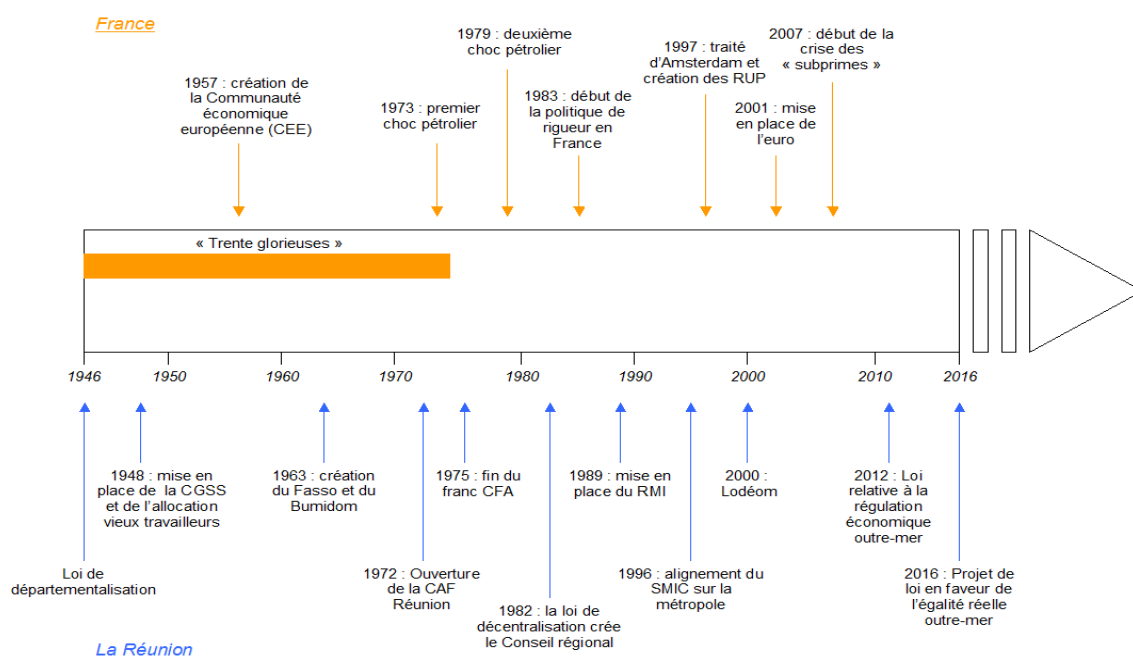 France
1957 : création de
la Communauté
économique
européenne (CEE)
1973 : premier
choc pétrolier
1979 : deuxième
choc pétrolier
1983 : début de
la politique de
rigueur en
France
1997 : traité
d'Amsterdam et
création des RUP
2001 : mise
en place de
l'euro
2007 : début de la
crise des
« subprimes »
« Trente glorieuses »
1946
1950
1960
1970
1980
1990
2000
2010
2016
Loi de
départementalisation
1948 : mise en
place de la CGSS
et de l'allocation
vieux travailleurs
1963 : création
du Fasso et du
Bumidom
1972 : Ouverture
de la CAF
Réunion
1975 : fin du
franc CFA
1982 : la loi de
décentralisation crée
le Conseil régional
1989 : mise en
place du RMI
1996 : alignement du
SMIC sur la
métropole
2000 :
Lodéom
2012 : Loi
relative à la
régulation
économique
outre-mer
2016 : Projet de
loi en faveur de
l'égalité réelle
outre-mer
La Réunion